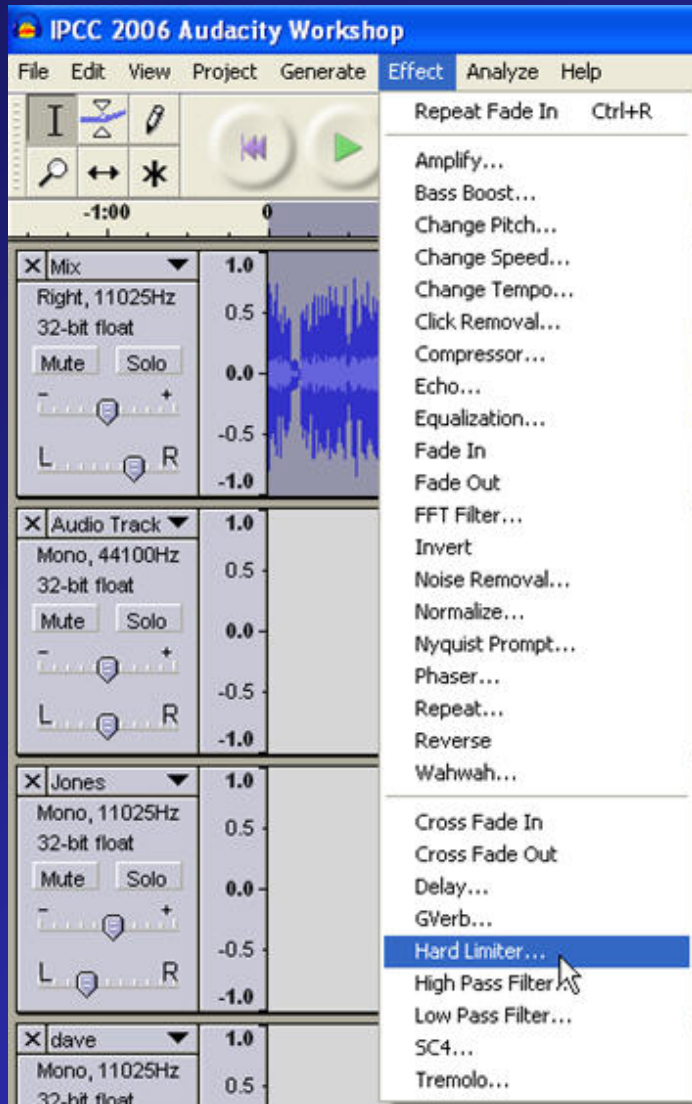 IPCC 2006 Audacity Workshop
File Edit View Project Generate Effect Analyze Help
-1:00 0
X Mix
Right, 11025Hz
32-bit float
Mute Solo
- +
L R
1.0
0.5
0.0
-0.5
-1.0
X Audio Track
Mono, 44100Hz
32-bit float
Mute Solo
- +
L R
1.0
0.5
0.0
-0.5
-1.0
X Jones
Mono, 11025Hz
32-bit float
Mute Solo
- +
L R
1.0
0.5
0.0
-0.5
-1.0
X dave
Mono, 11025Hz
32-bit float
1.0
0.5
Repeat Fade In Ctrl+R
Amplify...
Bass Boost...
Change Pitch...
Change Speed...
Change Tempo...
Click Removal...
Compressor...
Echo...
Equalization...
Fade In
Fade Out
FFT Filter...
Invert
Noise Removal...
Normalize...
Nyquist Prompt...
Phaser...
Repeat...
Reverse
Wahwah...
Cross Fade In
Cross Fade Out
Delay...
GVerb...
Hard Limiter...
High Pass Filter...
Low Pass Filter...
SC4...
Tremolo...